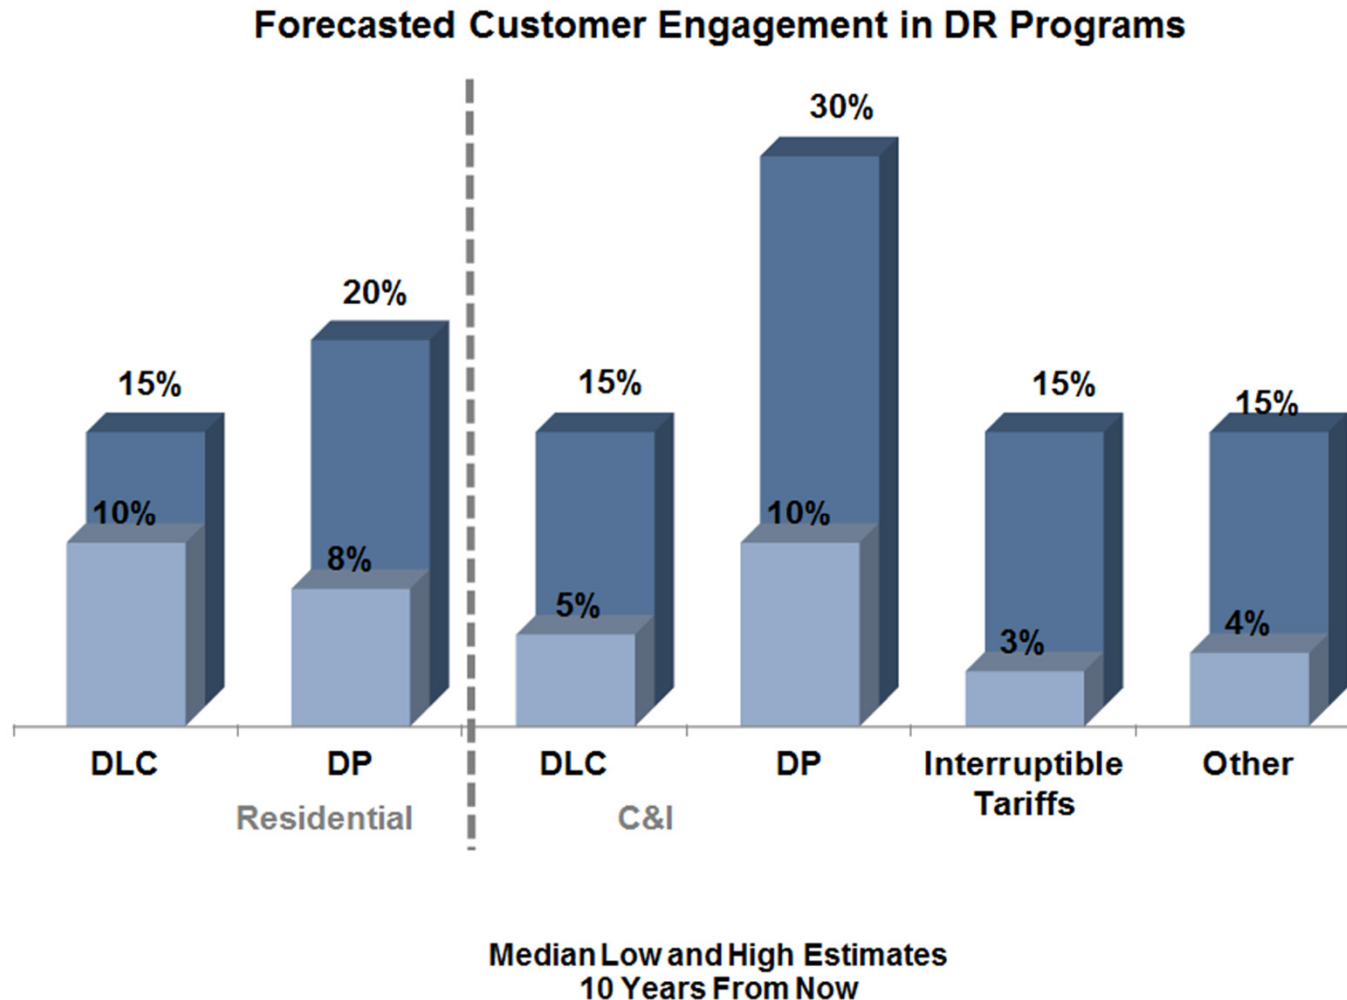 Forecasted Customer Engagement in DR Programs
30%
20%
15%
15%
15%
15%
10%
8%
5%
10%
3%
4%
DLC
DP
DLC
DP
Interruptible
Tariffs
Other
Residential
C&I
Median Low and High Estimates
10 Years From Now